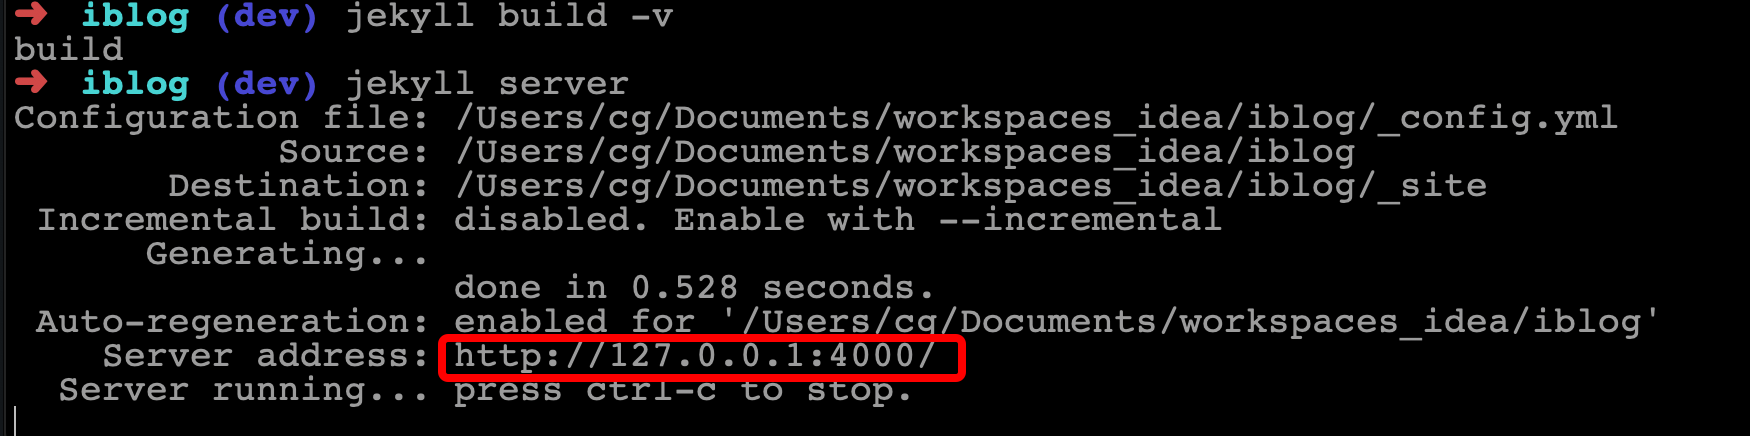 ➜ iblog (dev) jekyll build -v
build
➜ iblog (dev) jekyll server
Configuration file: /Users/cg/Documents/workspaces_idea/iblog/_config.yml
Source: /Users/cg/Documents/workspaces_idea/iblog
Destination: /Users/cg/Documents/workspaces_idea/iblog/_site
Incremental build: disabled. Enable with --incremental
Generating...
done in 0.528 seconds.
Auto-regeneration: enabled for '/Users/cg/Documents/workspaces_idea/iblog'
Server address: http://127.0.0.1:4000/
Server running... press ctrl-c to stop.